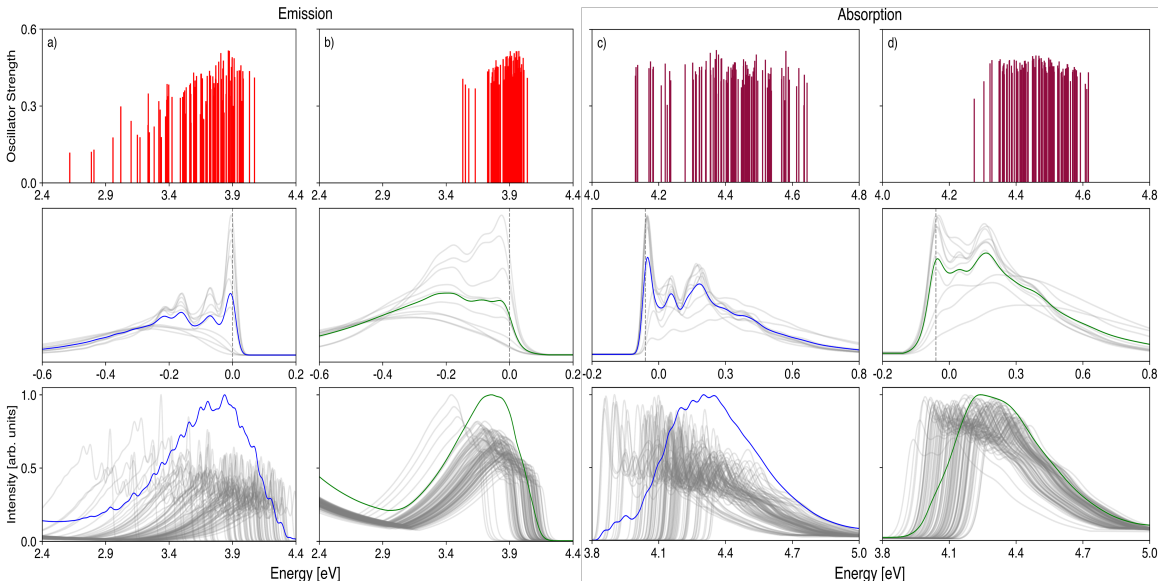 Emission
Absorption
a)
b)
c)
d)
Oscillator Strength
0.6
0.3
0.0
2.4 2.9 3.4 3.9 4.4
2.4 2.9 3.4 3.9 4.4
4.0 4.2 4.4 4.6 4.8
4.0 4.2 4.4 4.6 4.8
-0.6 -0.4 -0.2 0.0 0.2
-0.6 -0.4 -0.2 0.0 0.2
-0.2 0.0 0.3 0.6 0.8
-0.2 0.0 0.3 0.6 0.8
Intensity [arb. units]
1.0
0.5
0.0
2.4 2.9 3.4 3.9 4.4
2.4 2.9 3.4 3.9 4.4
3.8 4.1 4.4 4.7 5.0
3.8 4.1 4.4 4.7 5.0
Energy [eV]
Energy [eV]